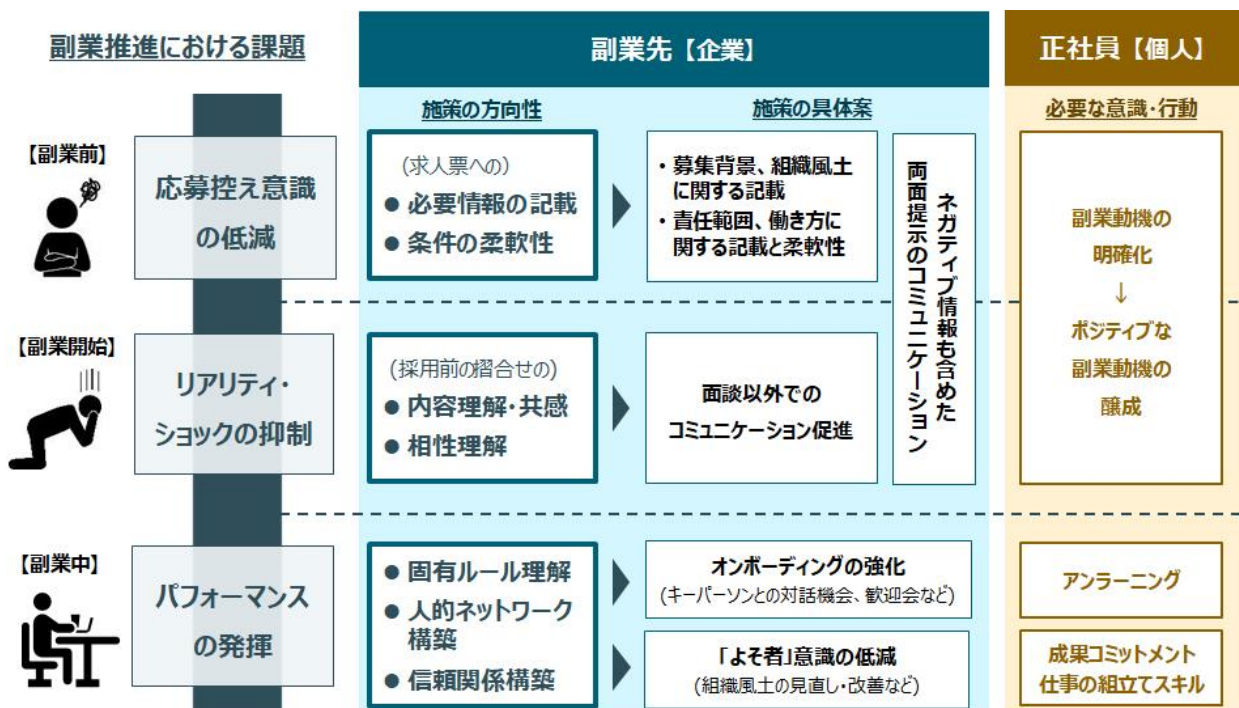 副業推進における課題
副業先【企業】
正社員【個人】
施策の方向性
施策の具体案
必要な意識・行動
【副業前】
応募控え意識
の低減
(求人票への)
● 必要情報の記載
● 条件の柔軟性
・募集背景、組織風土
に関する記載
・責任範囲、働き方に
関する記載と柔軟性
ネガティブ情報も含めた
両面提示のコミュニケーション
副業動機の
明確化
↓
ポジティブな
副業動機の
醸成
【副業開始】
リアリティ・
ショックの抑制
(採用前の摺合せの)
● 内容理解・共感
● 相性理解
面談以外での
コミュニケーション促進
【副業中】
パフォーマンス
の発揮
● 固有ルール理解
● 人的ネットワーク
構築
● 信頼関係構築
オンボーディングの強化
(キーパーソンとの対話機会、歓迎会など)
「よそ者」意識の低減
(組織風土の見直し・改善など)
アンラーニング
成果コミットメント
仕事の組立てスキル